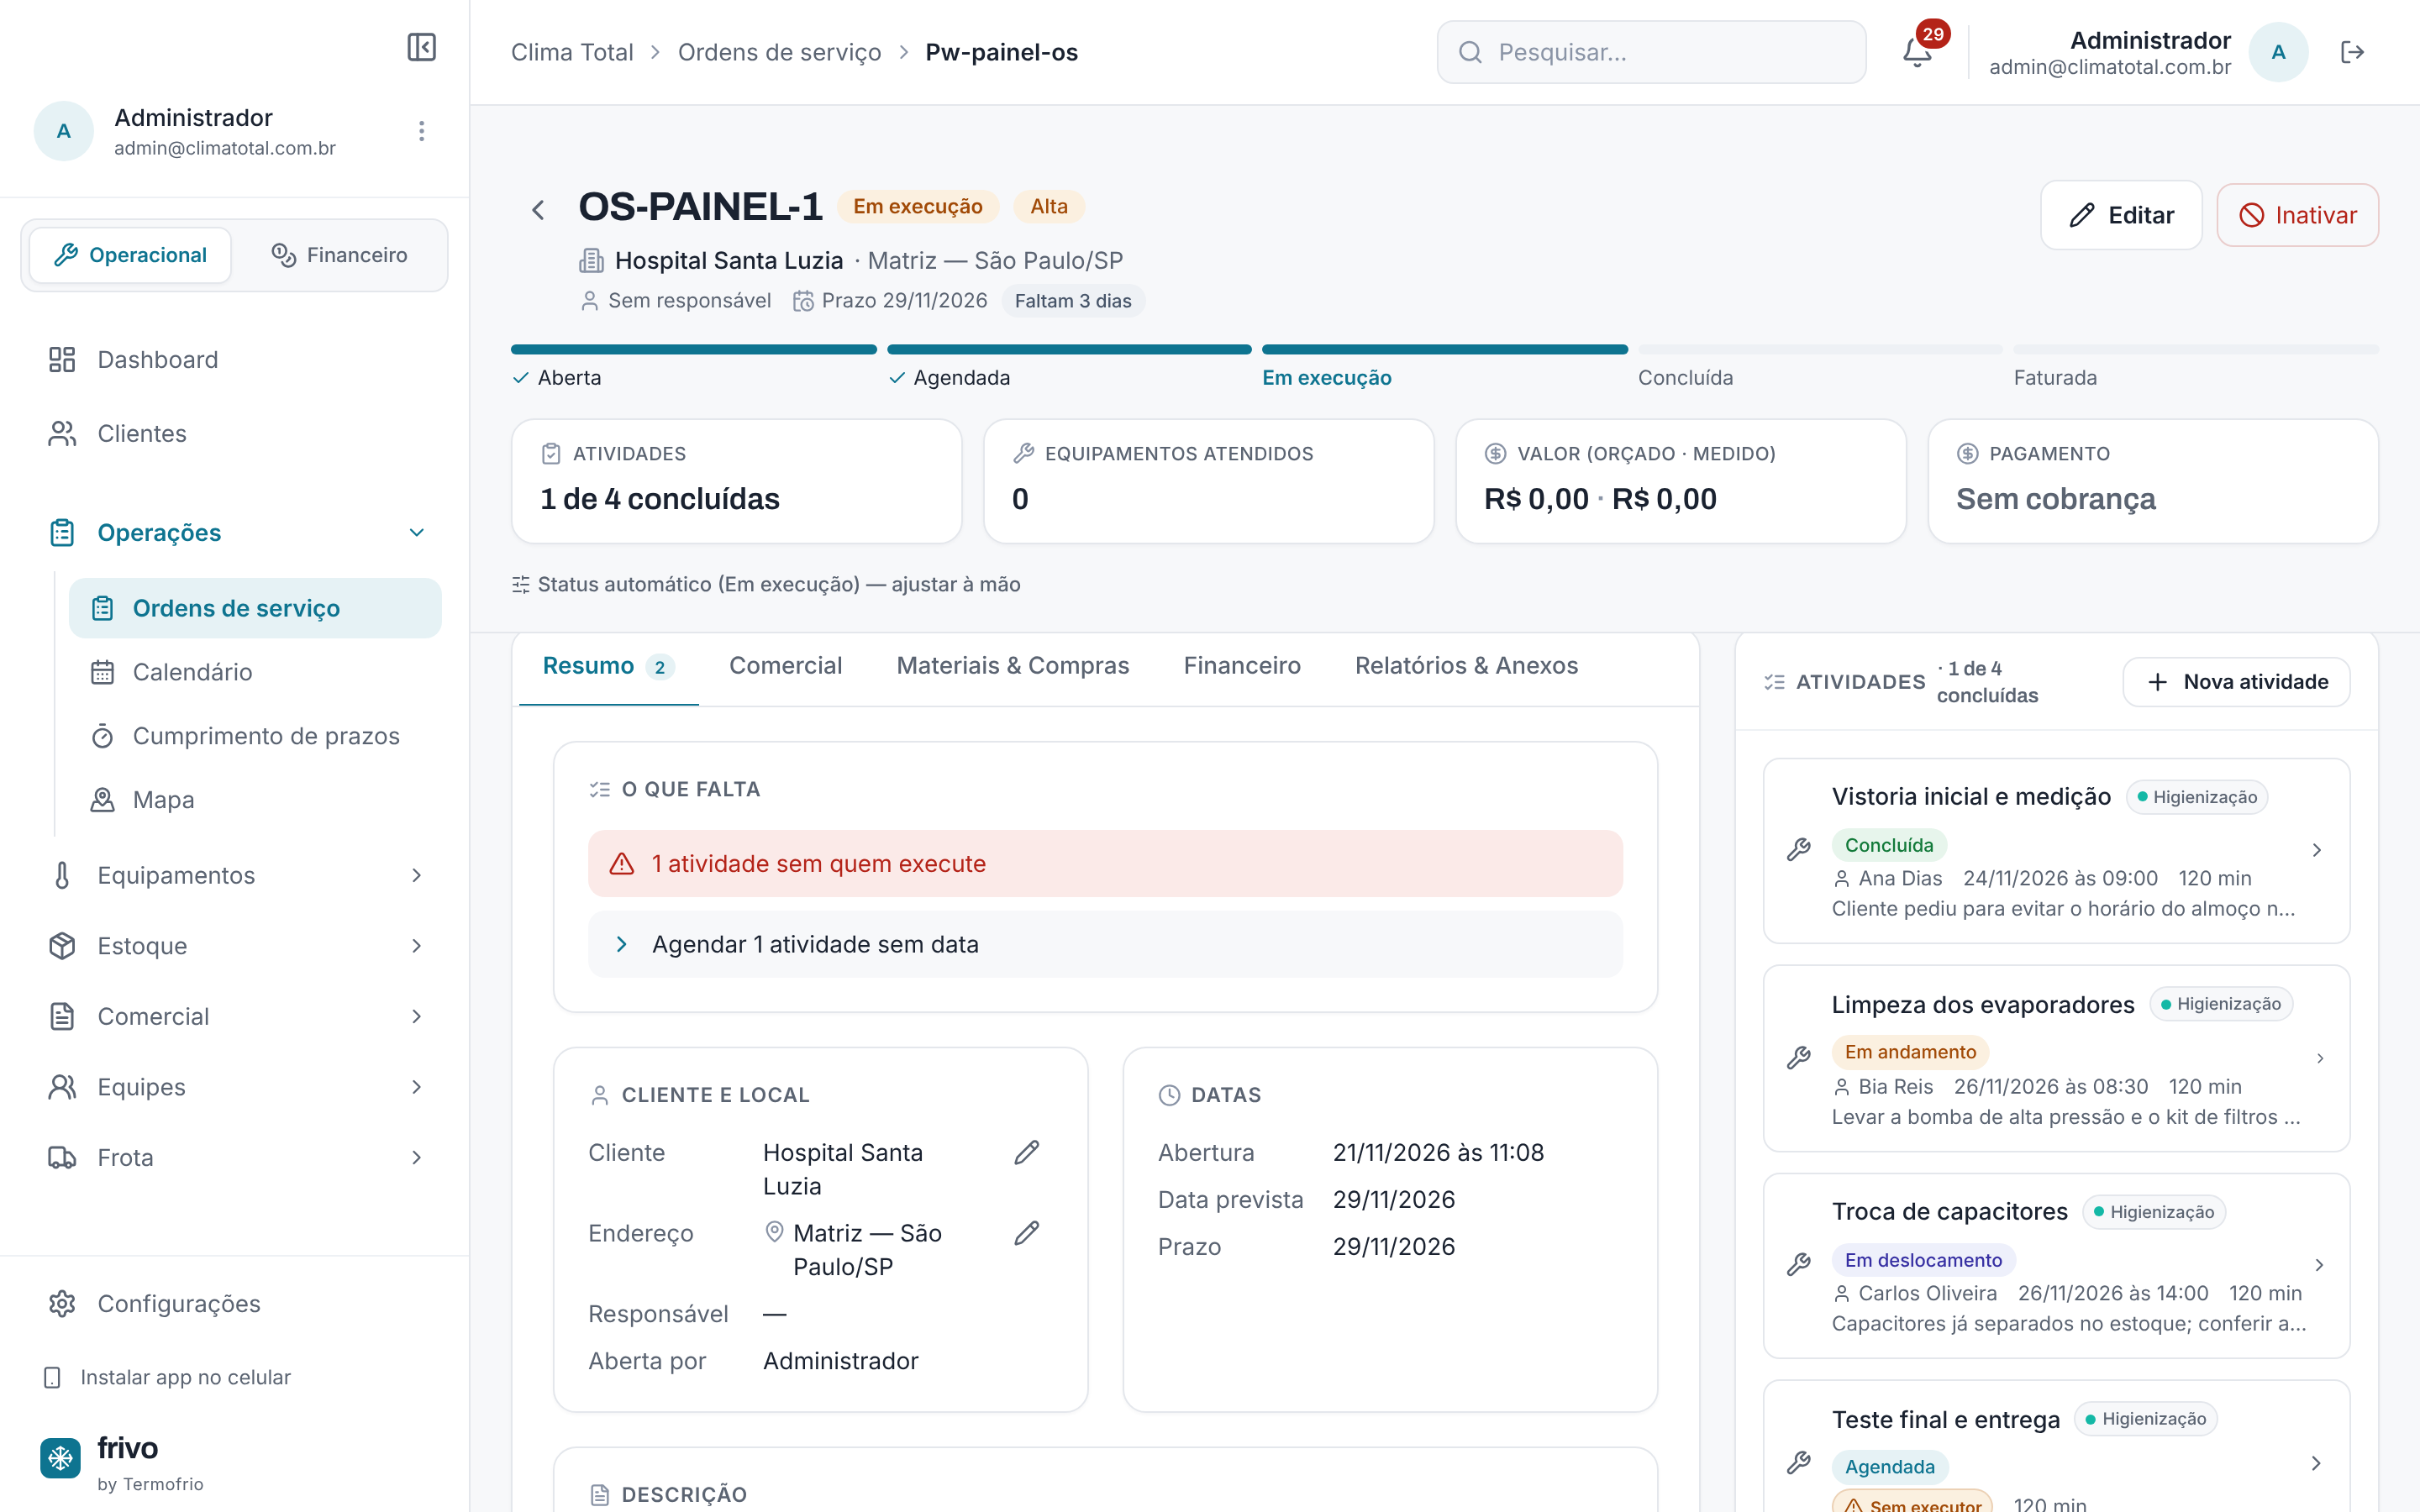 Clima Total > Ordens de serviço > Pw-painel-os
Pesquisar...
29
Administrador
admin@climatotal.com.br
A
A
Administrador
admin@climatotal.com.br
Operacional
Financeiro
Dashboard
Clientes
Operações
Ordens de serviço
Calendário
Cumprimento de prazos
Mapa
Equipamentos
Estoque
Comercial
Equipes
Frota
Configurações
Instalar app no celular
frivo
by Termofrio
OS-PAINEL-1
Em execução
Alta
Editar
Inativar
Hospital Santa Luzia · Matriz — São Paulo/SP
Sem responsável
Prazo 29/11/2026
Faltam 3 dias
Aberta
Agendada
Em execução
Concluída
Faturada
ATIVIDADES
1 de 4 concluídas
EQUIPAMENTOS ATENDIDOS
0
VALOR (ORÇADO · MEDIDO)
R$ 0,00 · R$ 0,00
PAGAMENTO
Sem cobrança
Status automático (Em execução) — ajustar à mão
Resumo 2
Comercial
Materiais & Compras
Financeiro
Relatórios & Anexos
O QUE FALTA
1 atividade sem quem execute
Agendar 1 atividade sem data
CLIENTE E LOCAL
Cliente
Hospital Santa
Luzia
Endereço
Matriz — São
Paulo/SP
Responsável
—
Aberta por
Administrador
DATAS
Abertura
21/11/2026 às 11:08
Data prevista
29/11/2026
Prazo
29/11/2026
DESCRIÇÃO
ATIVIDADES
· 1 de 4
concluídas
Nova atividade
Vistoria inicial e medição
Higienização
Concluída
Ana Dias 24/11/2026 às 09:00 120 min
Cliente pediu para evitar o horário do almoço n...
Limpeza dos evaporadores
Higienização
Em andamento
Bia Reis 26/11/2026 às 08:30 120 min
Levar a bomba de alta pressão e o kit de filtros ...
Troca de capacitores
Higienização
Em deslocamento
Carlos Oliveira 26/11/2026 às 14:00 120 min
Capacitores já separados no estoque; conferir a...
Teste final e entrega
Higienização
Agendada
Sem executor
120 min